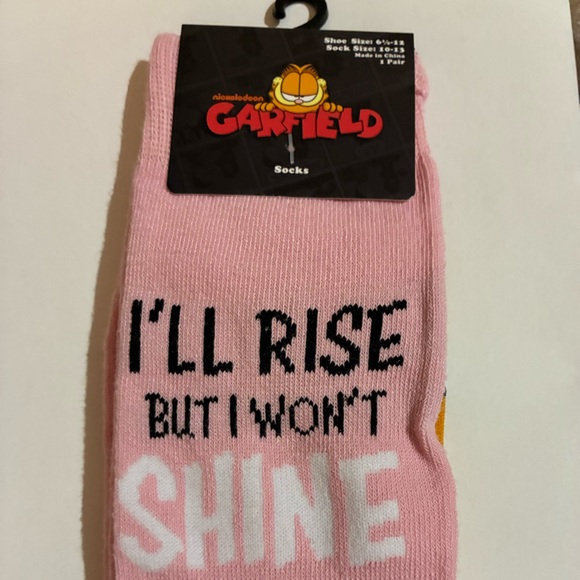 Shoe Size: 6½-12
Sock Size: 10-13
Made in China
1 Pair
nickelodeon
GARFIELD
Socks
I'LL RISE
BUT I WON'T
SHINE